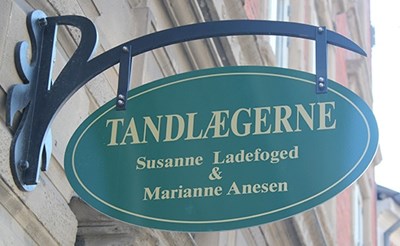 TANDLÆGERNE
Susanne Ladefoged
&
Marianne Anesen